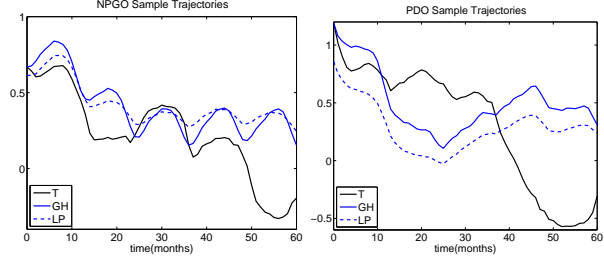 NPGO Sample Trajectories
1
0.5
0
T
GH
LP
0 10 20 30 40 50 60
time(months)
PDO Sample Trajectories
1
0.5
0
−0.5
T
GH
LP
0 10 20 30 40 50 60
time(months)